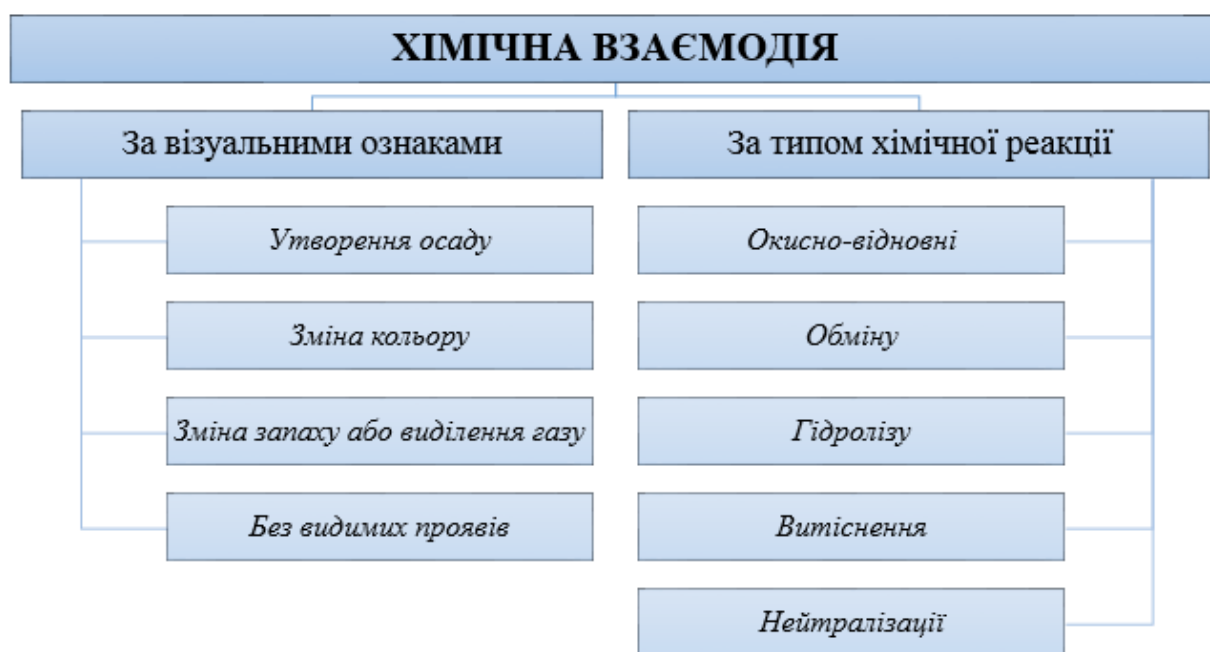 ХІМІЧНА ВЗАЄМОДІЯ
За візуальними ознаками
Утворення осаду
Зміна кольору
Зміна запаху або виділення газу
Без видимих проявів
За типом хімічної реакції
Окисно-відновні
Обміну
Гідролізу
Витіснення
Нейтралізації